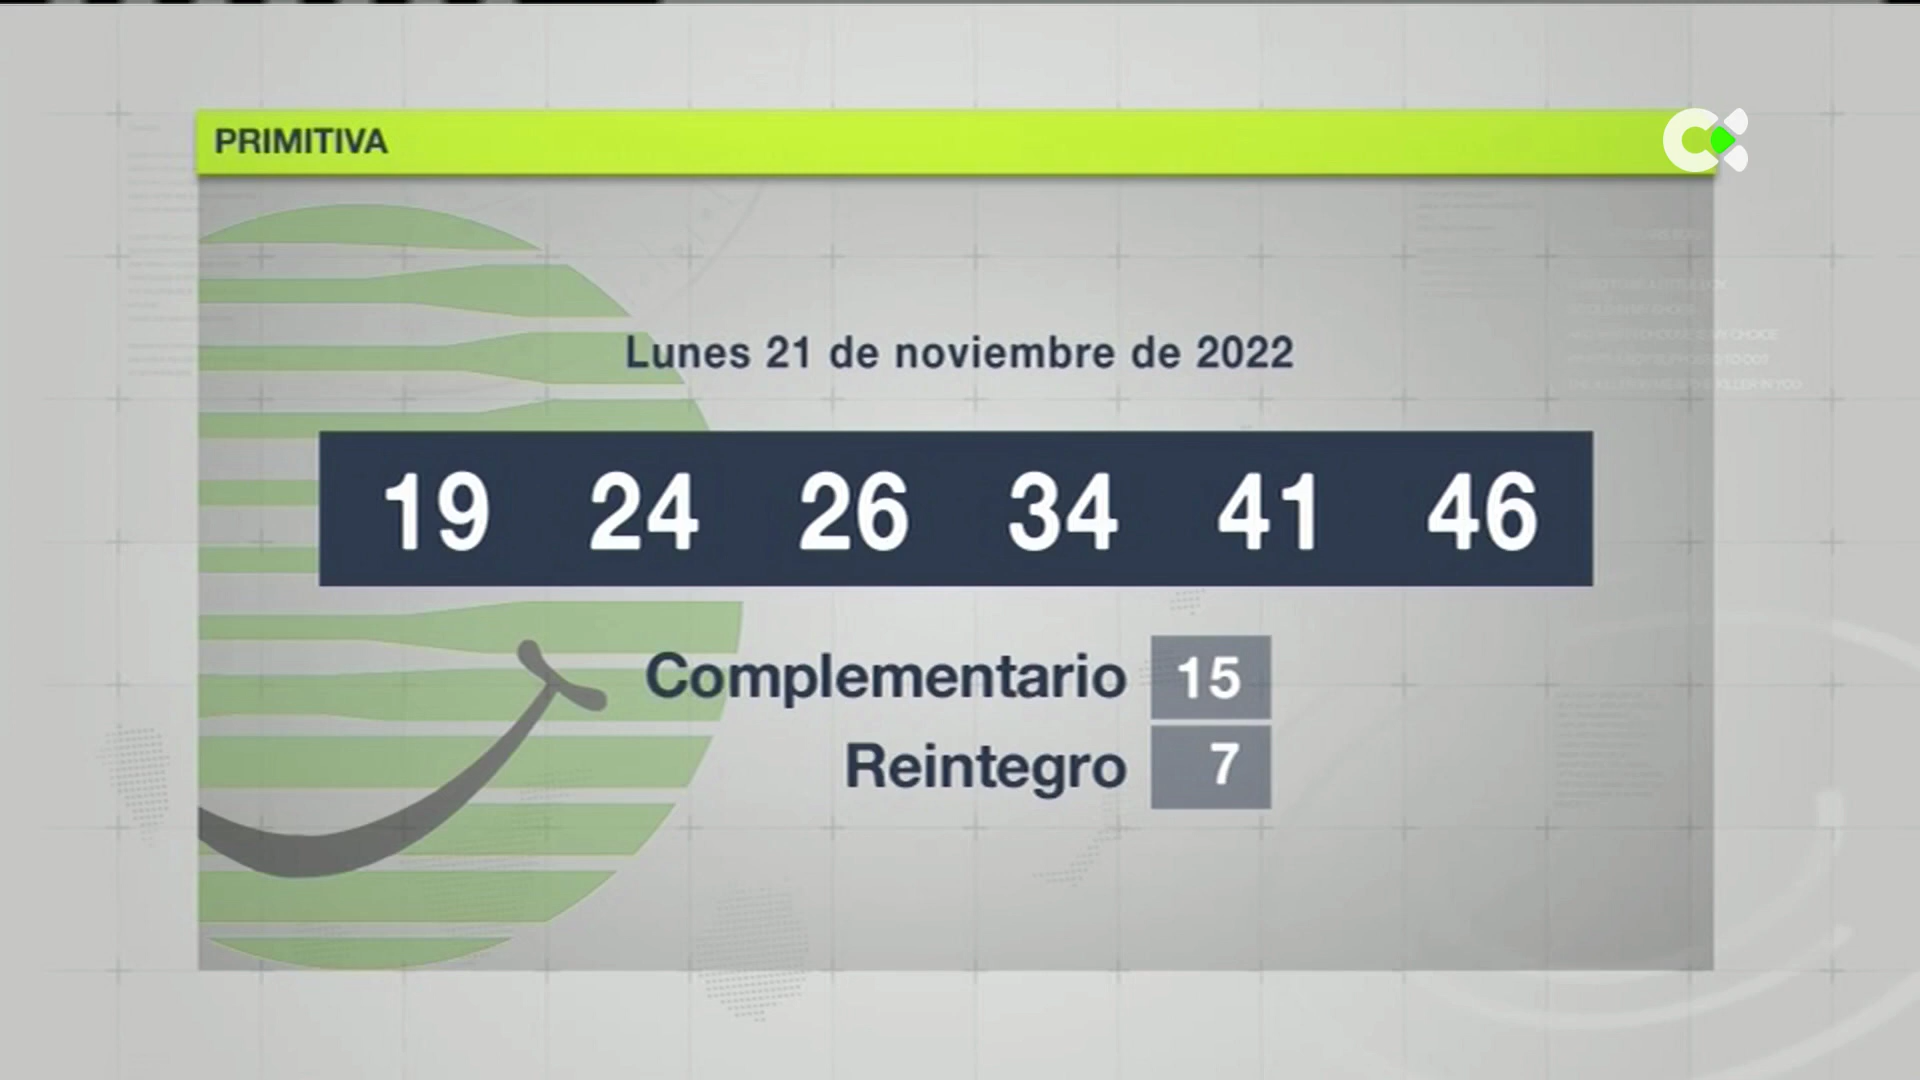 PRIMITIVA
Lunes 21 de noviembre de 2022
19 24 26 34 41 46
Complementario 15
Reintegro 7